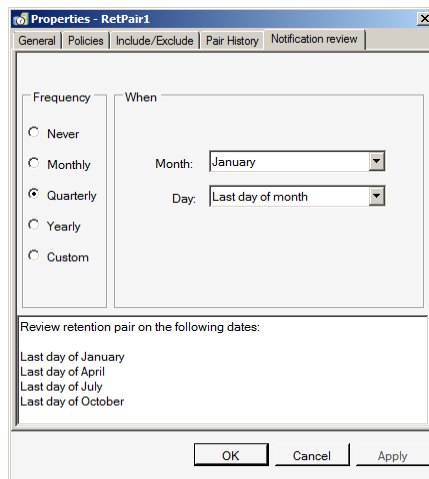 Properties - RetPair1
General Policies Include/Exclude Pair History Notification review
Frequency
When
Never
Monthly
Month: January
Quarterly
Day: Last day of month
Yearly
Custom
Review retention pair on the following dates:
Last day of January
Last day of April
Last day of July
Last day of October
OK Cancel Apply